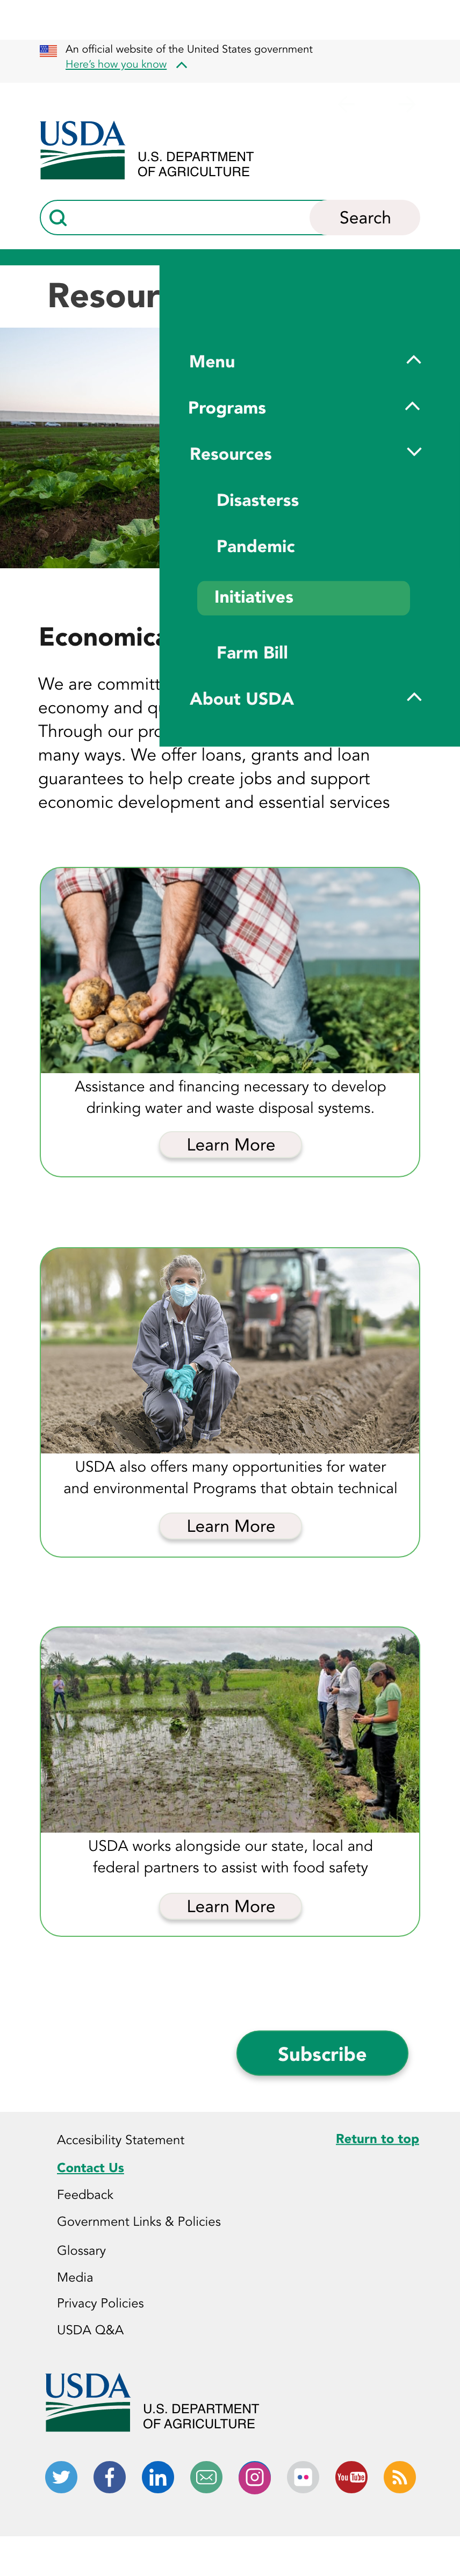 An official website of the United States government
Here's how you know
USDA
U.S. DEPARTMENT
OF AGRICULTURE
Search
Resour
Menu
Programs
Resources
Disasterss
Pandemic
Initiatives
Farm Bill
About USDA
Economic
We are committ
economy and q
Through our pro
many ways. We offer loans, grants and loan
guarantees to help create jobs and support
economic development and essential services
Assistance and financing necessary to develop
drinking water and waste disposal systems.
Learn More
USDA also offers many opportunities for water
and environmental Programs that obtain technical
Learn More
USDA works alongside our state, local and
federal partners to assist with food safety
Learn More
Subscribe
Accesibility Statement
Return to top
Contact Us
Feedback
Government Links & Policies
Glossary
Media
Privacy Policies
USDA Q&A
USDA
U.S. DEPARTMENT
OF AGRICULTURE
You Tube